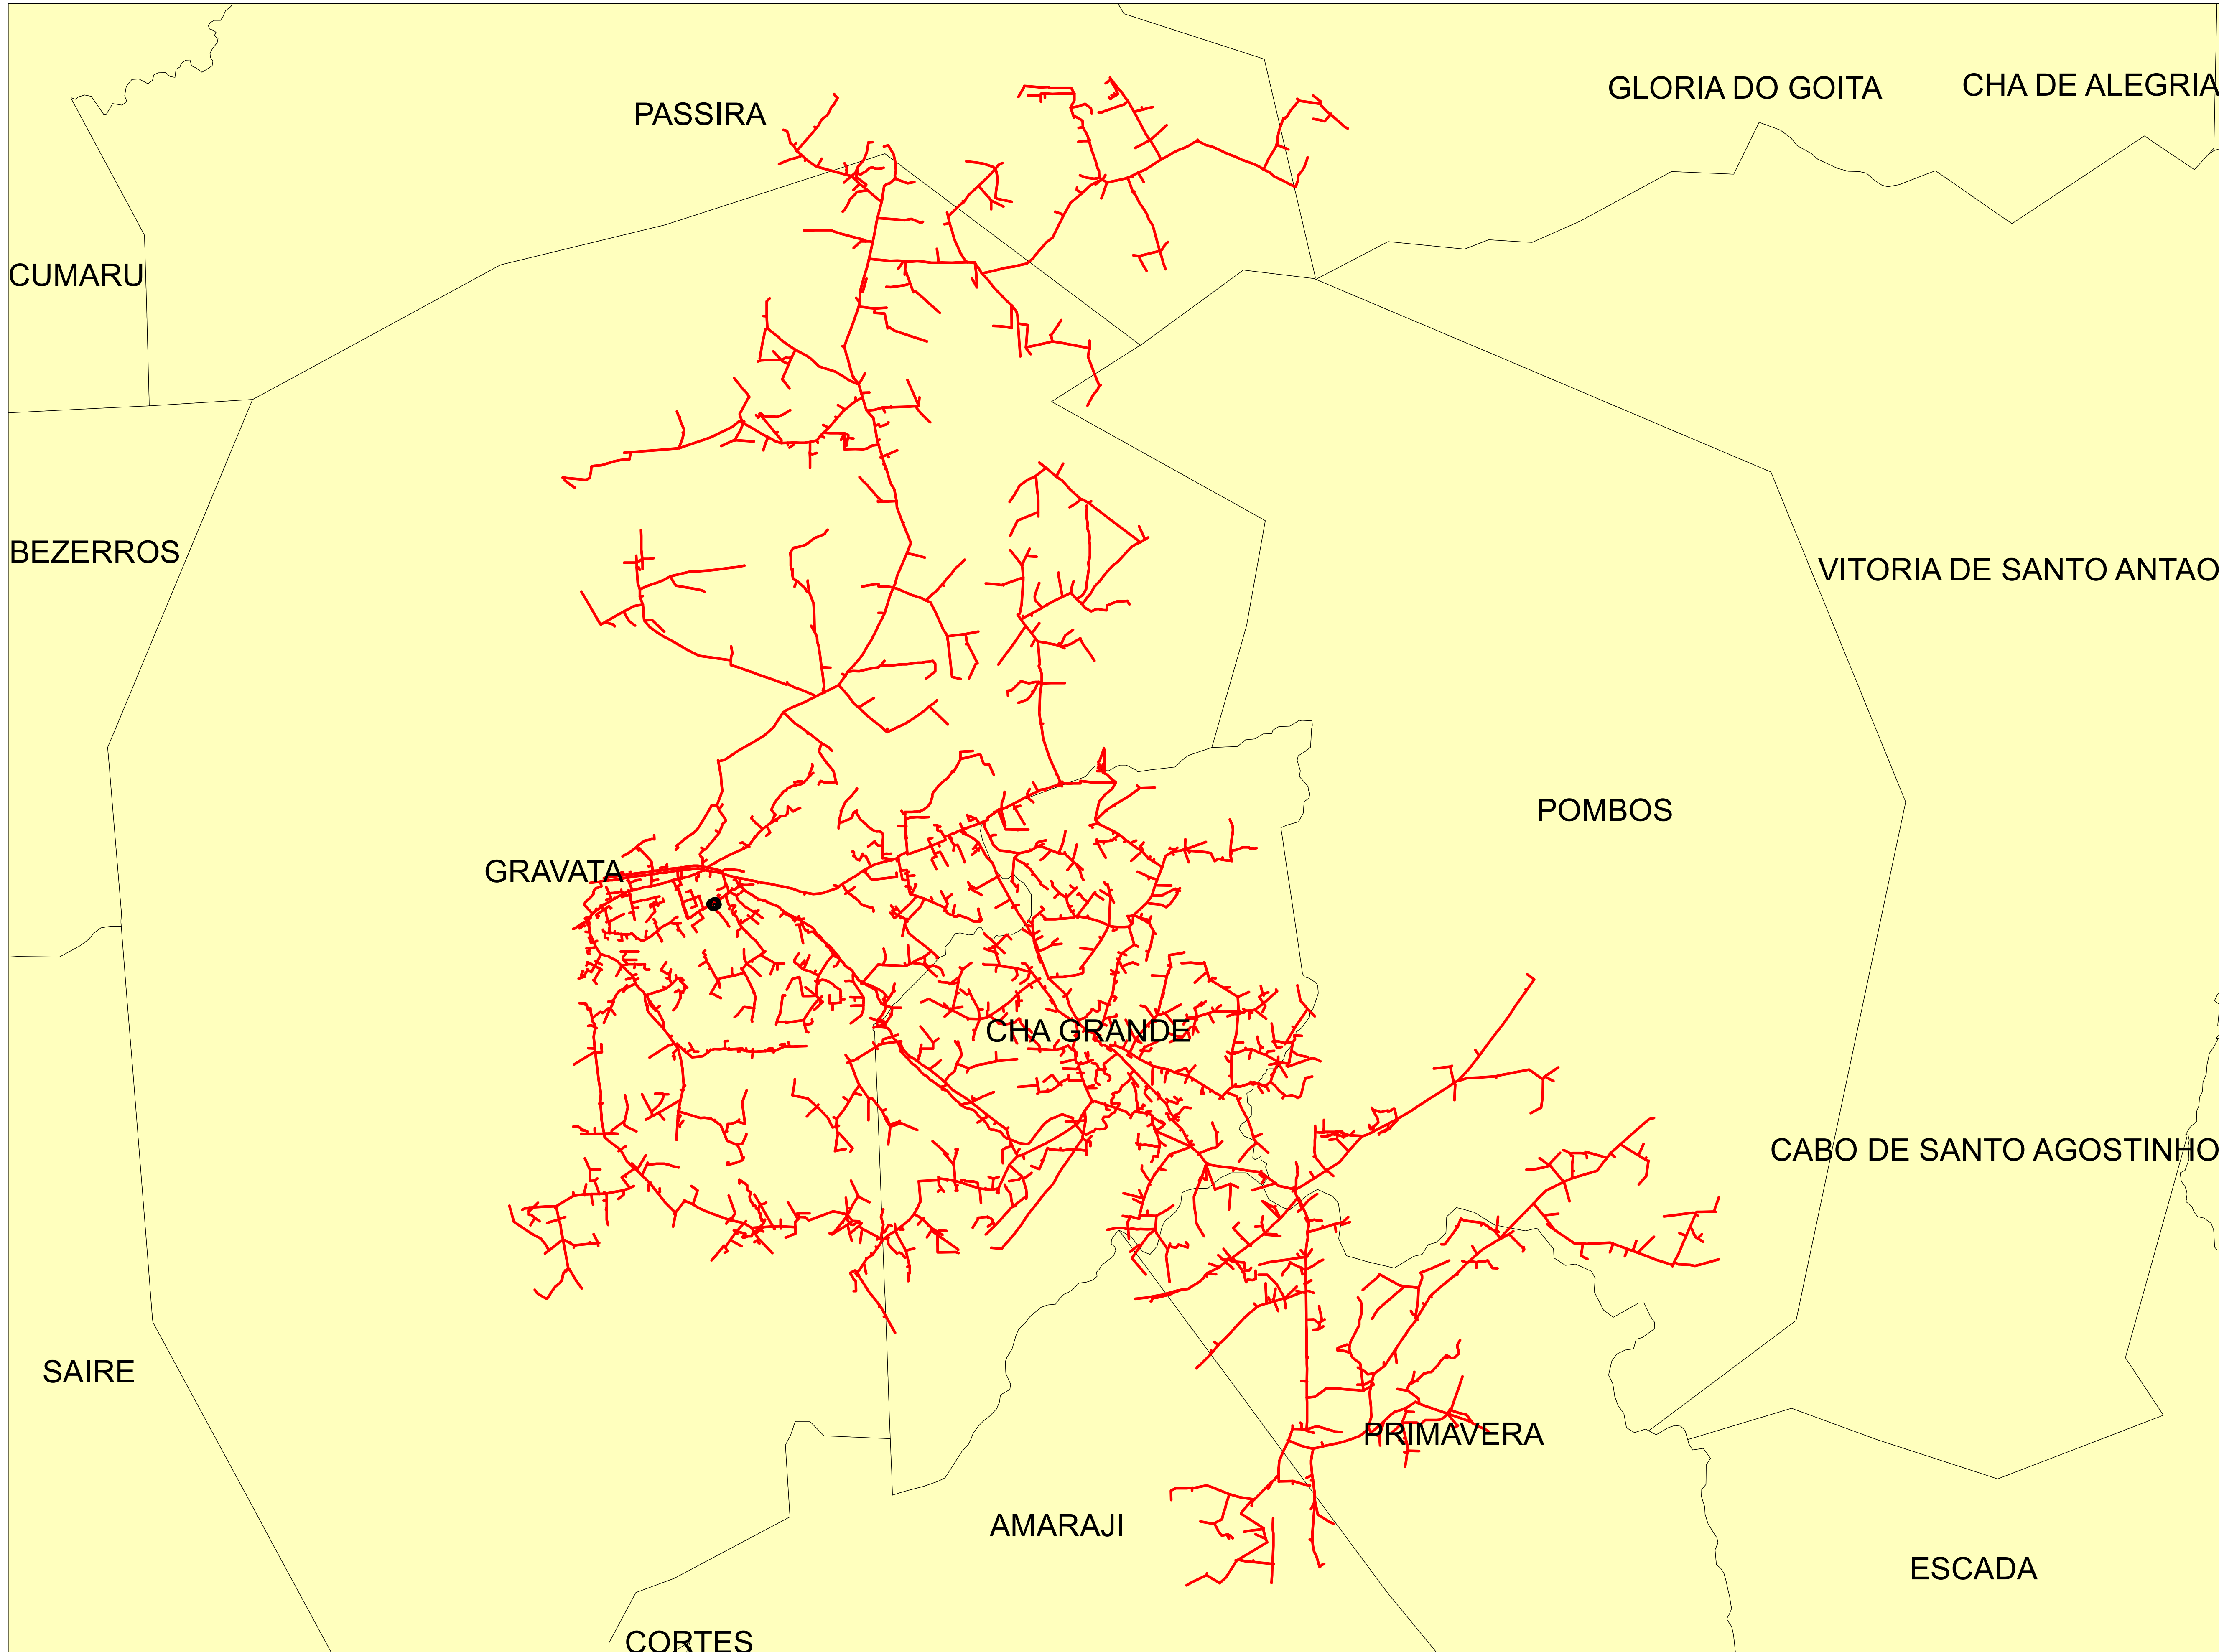 GLORIA DO GOITA
CHA DE ALEGRIA
PASSIRA
CUMARU
BEZERROS
VITORIA DE SANTO ANTAO
POMBOS
GRAVATA
CHA GRANDE
CABO DE SANTO AGOSTINHO
SAIRE
PRIMAVERA
AMARAJI
ESCADA
CORTES